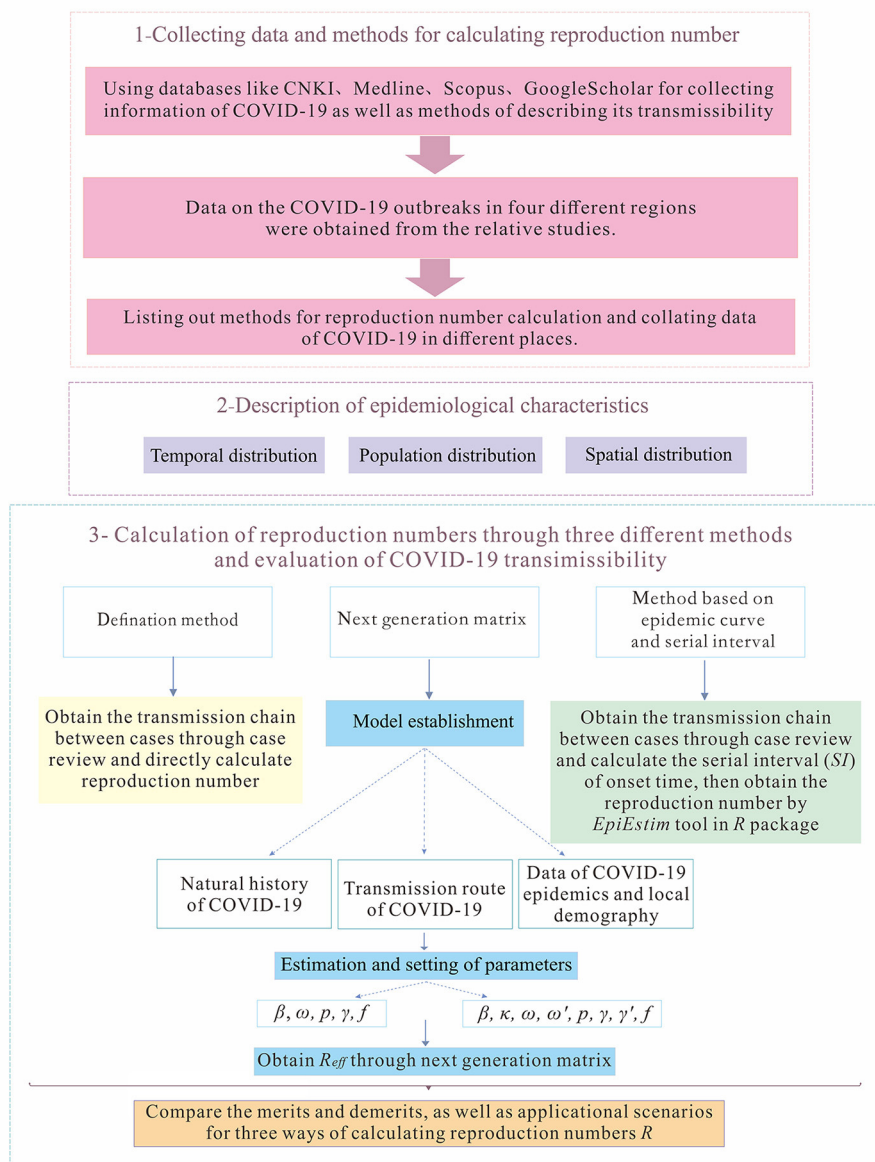 1-Collecting data and methods for calculating reproduction number
Using databases like CNKI、Medline、Scopus、GoogleScholar for collecting
information of COVID-19 as well as methods of describing its transmissibility
Data on the COVID-19 outbreaks in four different regions
were obtained from the relative studies.
Listing out methods for reproduction number calculation and collating data
of COVID-19 in different places.
2-Description of epidemiological characteristics
Temporal distribution
Population distribution
Spatial distribution
3- Calculation of reproduction numbers through three different methods
and evaluation of COVID-19 transimissibility
Defination method
Next generation matrix
Method based on
epidemic curve
and serial interval
Obtain the transmission chain
between cases through case
review and directly calculate
reproduction number
Model establishment
Obtain the transmission chain
between cases through case review
and calculate the serial interval (SI)
of onset time, then obtain the
reproduction number by
EpiEstim tool in R package
Natural history
of COVID-19
Transmission route
of COVID-19
Data of COVID-19
epidemics and local
demography
Estimation and setting of parameters
β, ω, p, γ, f
β, κ, ω, ω′, p, γ, γ′, f
Obtain Reff through next generation matrix
Compare the merits and demerits, as well as applicational scenarios
for three ways of calculating reproduction numbers R